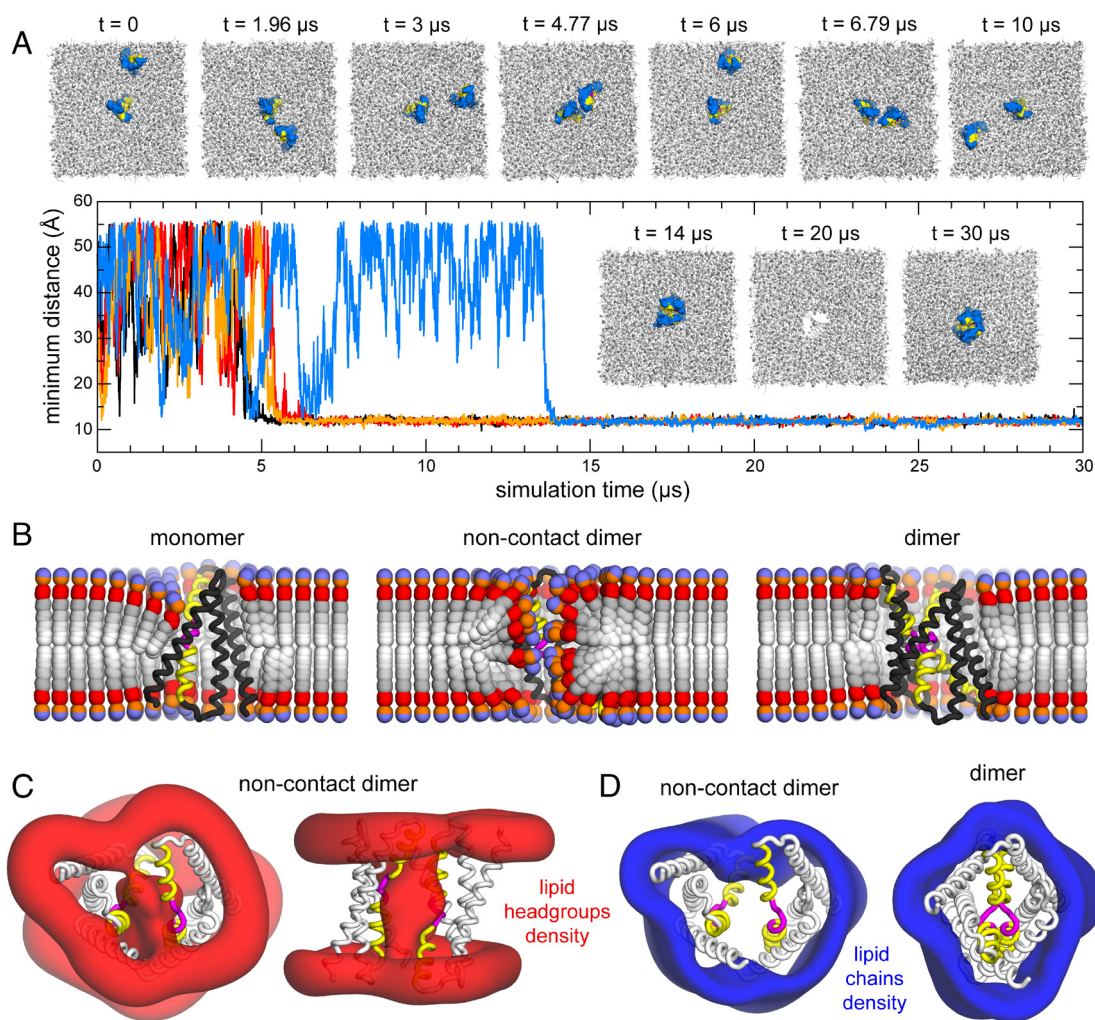 A
t = 0 t = 1.96 μs t = 3 μs t = 4.77 μs t = 6 μs t = 6.79 μs t = 10 μs
minimum distance (Å)
60
50
40
30
20
10
t = 14 μs t = 20 μs t = 30 μs
0 5 10 15 20 25 30
simulation time (μs)
B
monomer non-contact dimer dimer
C
non-contact dimer
lipid
headgroups
density
D
non-contact dimer dimer
lipid
chains
density